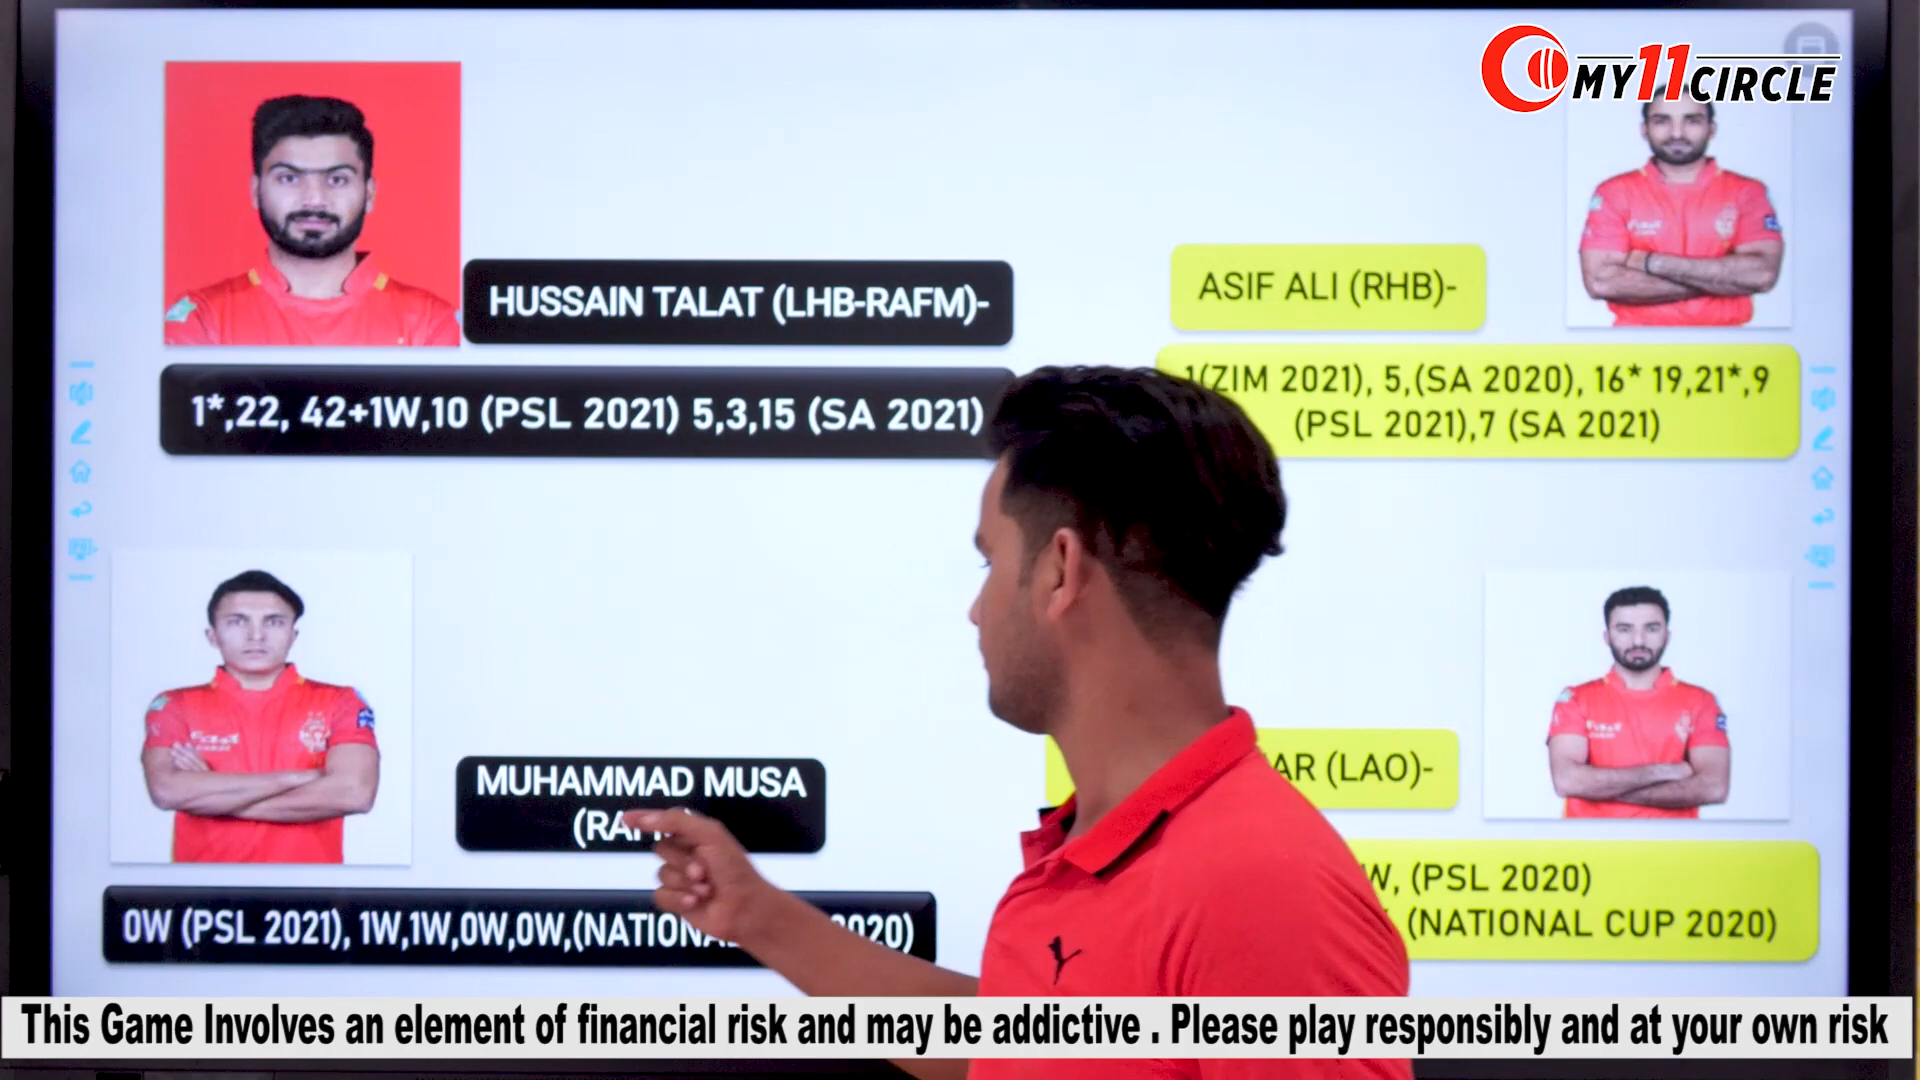 MY11CIRCLE
HUSSAIN TALAT (LHB-RAFM)-
1*,22, 42+1W,10 (PSL 2021) 5,3,15 (SA 2021)
ASIF ALI (RHB)-
1(ZIM 2021), 5,(SA 2020), 16* 19,21*,9
(PSL 2021),7 (SA 2021)
MUHAMMAD MUSA
0W (PSL 2021), 1W,1W,0W,0W,
(LAO)-
(PSL 2020)
(NATIONAL CUP 2020)
This Game Involves an element of financial risk and may be addictive . Please play responsibly and at your own risk